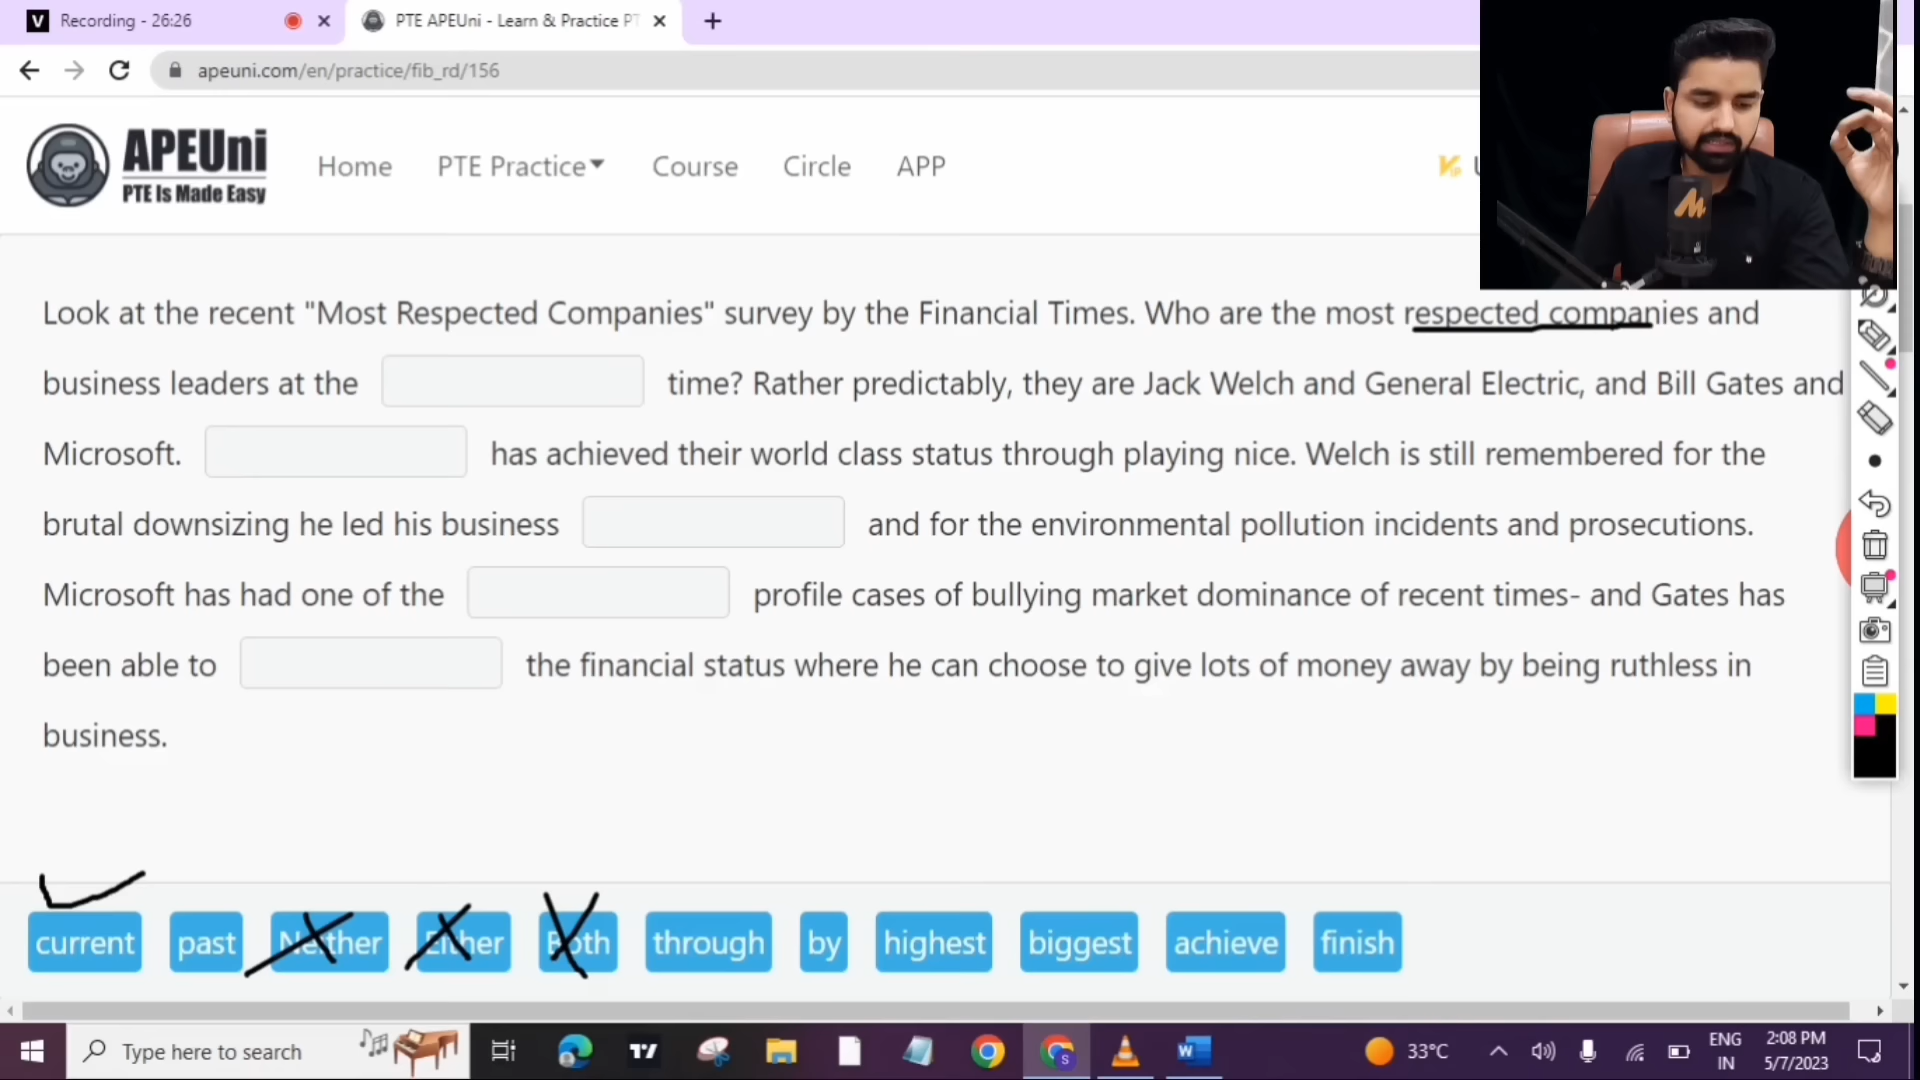 Recording - 26:26
PTE APEUni - Learn & Practice PT
apeuni.com/en/practice/fib_rd/156
APEUni
PTE Is Made Easy
Home PTE Practice Course Circle APP
Look at the recent "Most Respected Companies" survey by the Financial Times. Who are the most respected companies and
business leaders at the time? Rather predictably, they are Jack Welch and General Electric, and Bill Gates and
Microsoft. has achieved their world class status through playing nice. Welch is still remembered for the
brutal downsizing he led his business and for the environmental pollution incidents and prosecutions.
Microsoft has had one of the profile cases of bullying market dominance of recent times- and Gates has
been able to the financial status where he can choose to give lots of money away by being ruthless in
business.
current past Neither Either Both through by highest biggest achieve finish
Type here to search
33°C
ENG
IN
2:08 PM
5/7/2023